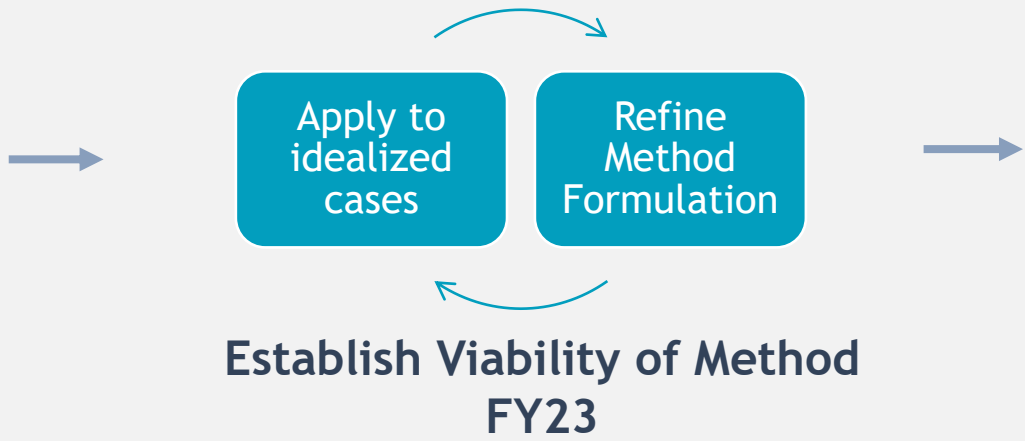 Apply to
idealized
cases
Refine
Method
Formulation
Establish Viability of Method
FY23